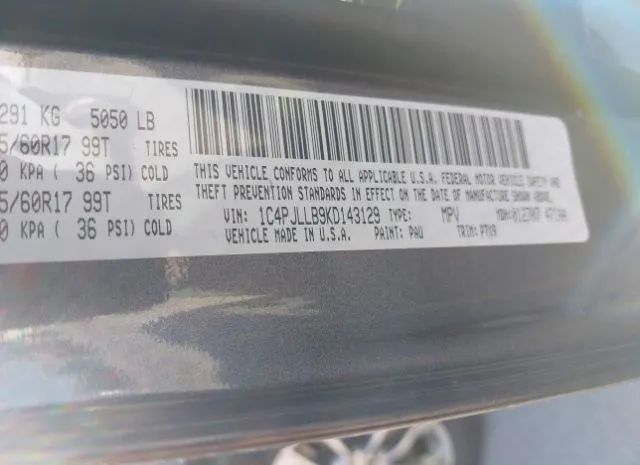 291 KG 5050 LB
5/60R17 99T TIRES
0 KPA ( 36 PSI) COLD
5/60R17 99T TIRES
0 KPA ( 36 PSI) COLD
THIS VEHICLE CONFORMS TO ALL APPLICABLE U.S.A. FEDERAL MOTOR VEHICLE SAFETY AND
THEFT PREVENTION STANDARDS IN EFFECT ON THE DATE OF MANUFACTURE SHOWN ABOVE.
VIN: 1C4PJLLB9KD143129 TYPE: MPV MDH:
VEHICLE MADE IN U.S.A. PAINT: PAU TRIM: